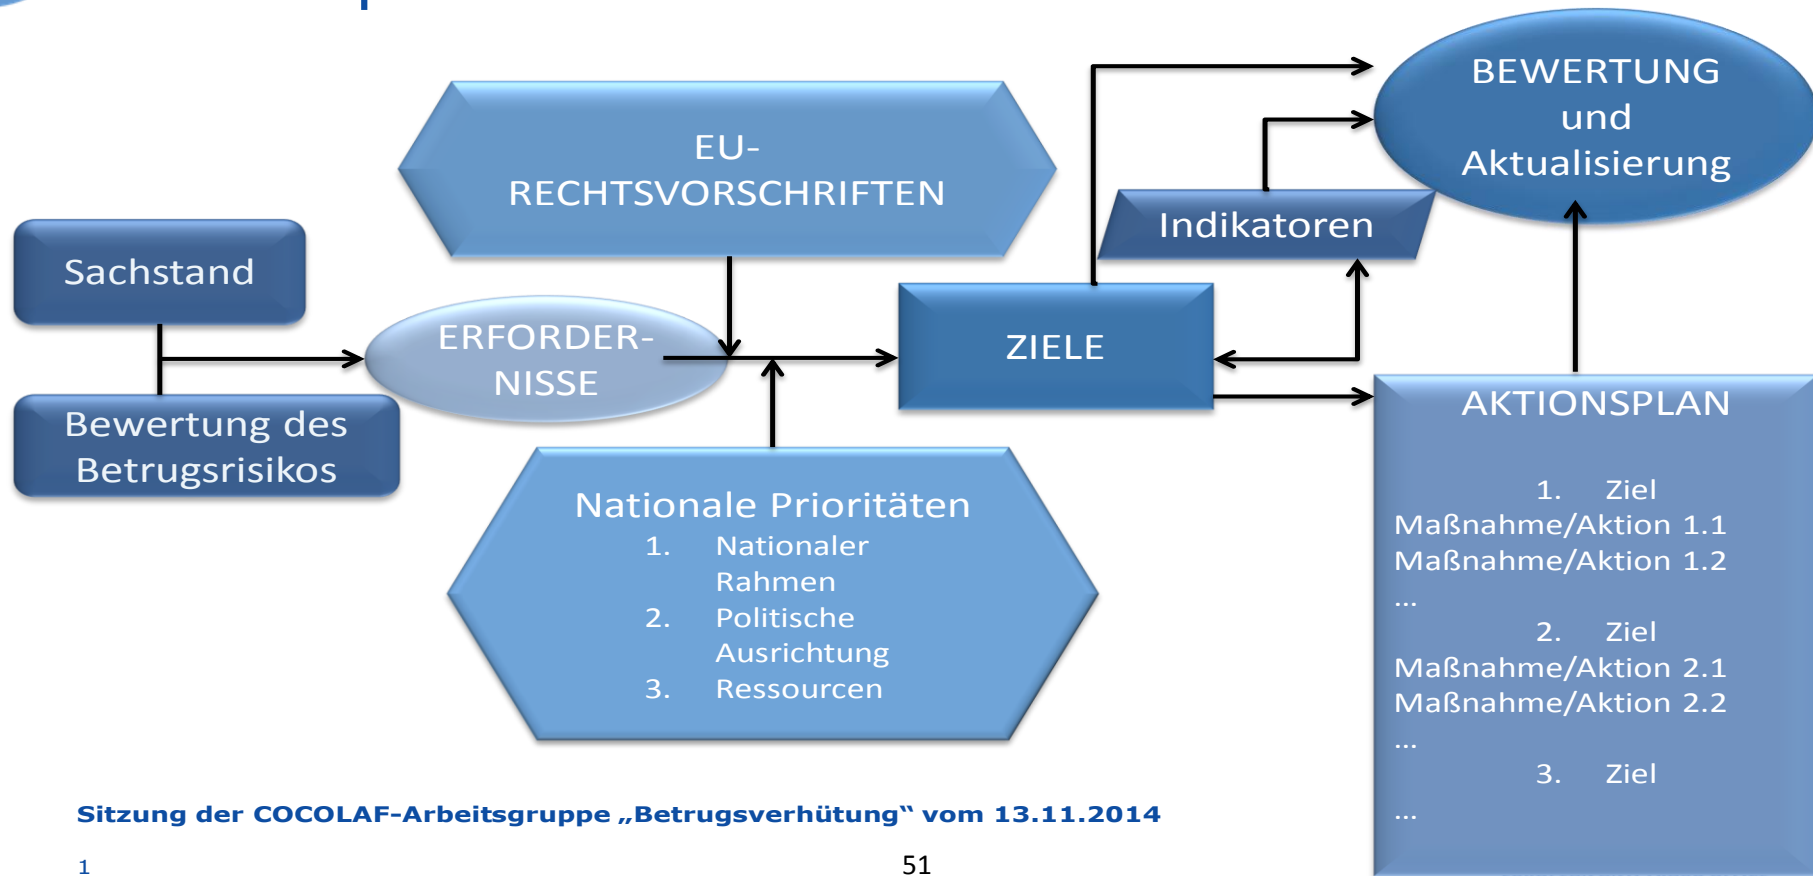 Sachstand
Bewertung des
Betrugsrisikos
ERFORDER-
NISSE
EU-
RECHTSVORSCHRIFTEN
Nationale Prioritäten
1. Nationaler
Rahmen
2. Politische
Ausrichtung
3. Ressourcen
ZIELE
Indikatoren
BEWERTUNG
und
Aktualisierung
AKTIONSPLAN
1. Ziel
Maßnahme/Aktion 1.1
Maßnahme/Aktion 1.2
...
2. Ziel
Maßnahme/Aktion 2.1
Maßnahme/Aktion 2.2
...
3. Ziel
...
Sitzung der COCOLAF-Arbeitsgruppe „Betrugsverhütung“ vom 13.11.2014
1
51